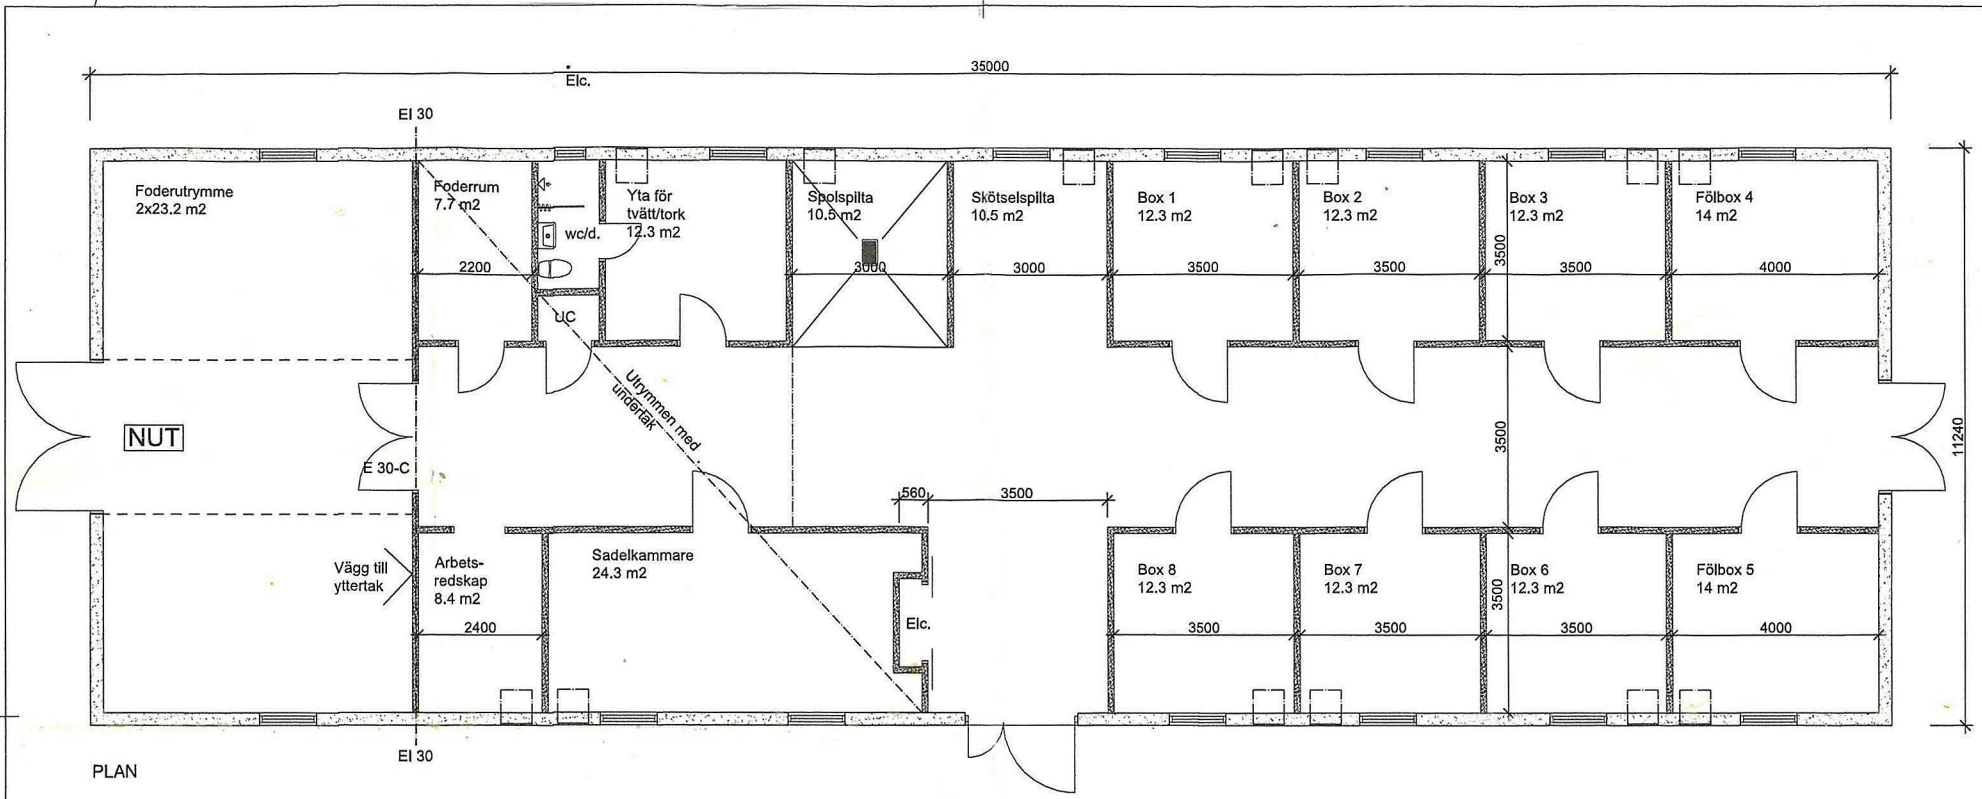 35000
Elc.
EI 30
Foderutrymme
2x23.2 m2
Foderrum
7.7 m2
wc/d.
Yta för
tvätt/tork
12.3 m2
Spolspilta
10.5 m2
Skötselspilta
10.5 m2
Box 1
12.3 m2
Box 2
12.3 m2
Box 3
12.3 m2
Fölbox 4
14 m2
2200
3000
3000
3500
3500
3500
3500
4000
UC
Utrymmen med
undertak
NUT
E 30-C
3500
11240
560
3500
Vägg till
yttertak
Arbets-
redskap
8.4 m2
Sadelkammare
24.3 m2
Elc.
Box 8
12.3 m2
Box 7
12.3 m2
Box 6
12.3 m2
Fölbox 5
14 m2
2400
3500
3500
3500
3500
4000
EI 30
PLAN